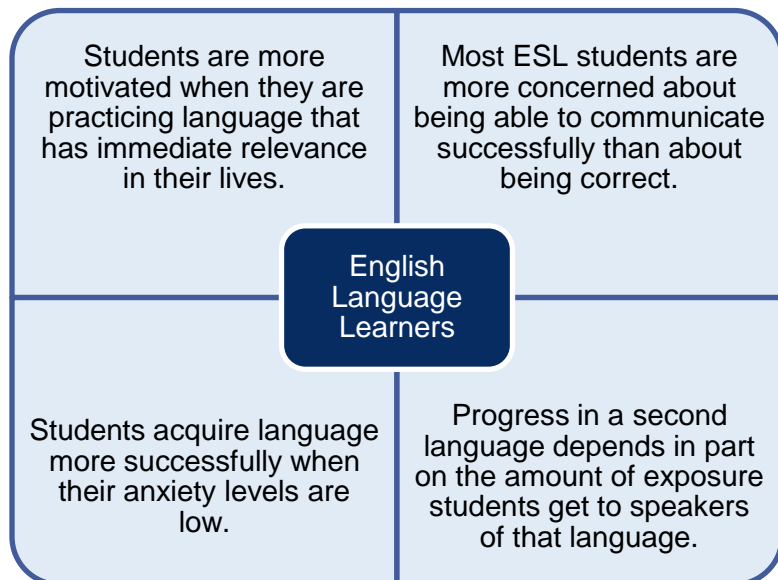 Students are more
motivated when they are
practicing language that
has immediate relevance
in their lives.
Most ESL students are
more concerned about
being able to communicate
successfully than about
being correct.
English
Language
Learners
Students acquire language
more successfully when
their anxiety levels are
low.
Progress in a second
language depends in part
on the amount of exposure
students get to speakers
of that language.